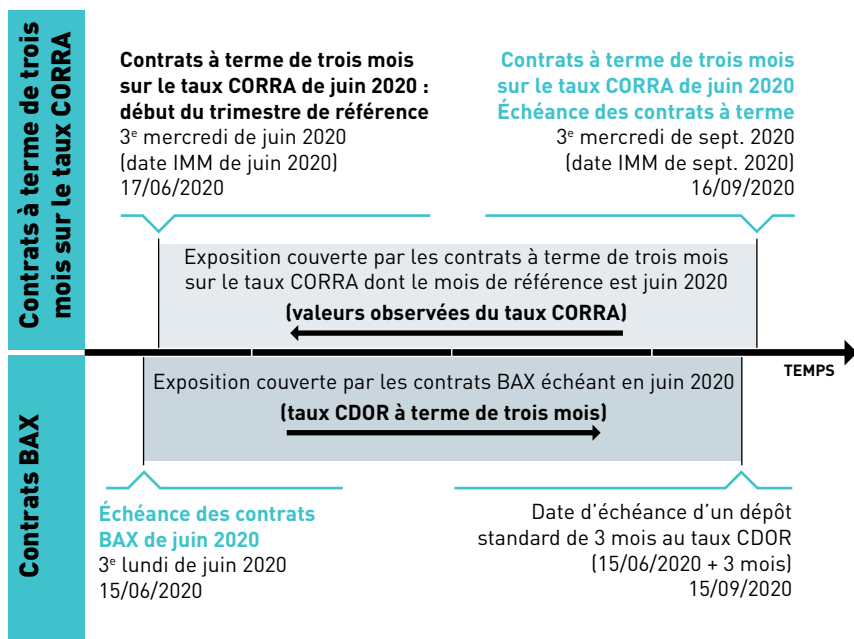 Contrats à terme de trois
mois sur le taux CORRA
Contrats à terme de trois mois
sur le taux CORRA de juin 2020 :
début du trimestre de référence
3e mercredi de juin 2020
(date IMM de juin 2020)
17/06/2020
Contrats à terme de trois mois
sur le taux CORRA de juin 2020
Échéance des contrats à terme
3e mercredi de sept. 2020
(date IMM de sept. 2020)
16/09/2020
Exposition couverte par les contrats à terme de trois mois
sur le taux CORRA dont le mois de référence est juin 2020
(valeurs observées du taux CORRA)
TEMPS
Contrats BAX
Exposition couverte par les contrats BAX échéant en juin 2020
(taux CDOR à terme de trois mois)
Échéance des contrats
BAX de juin 2020
3e lundi de juin 2020
15/06/2020
Date d'échéance d'un dépôt
standard de 3 mois au taux CDOR
(15/06/2020 + 3 mois)
15/09/2020